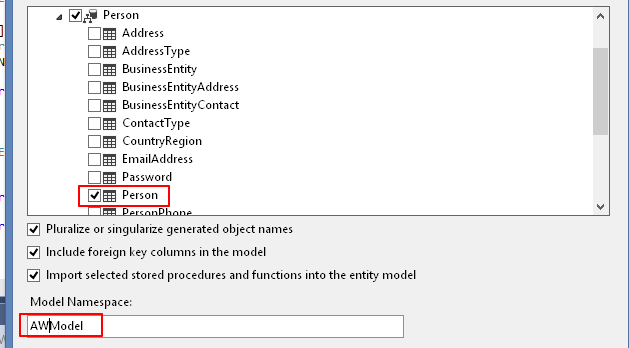 Person
Address
AddressType
BusinessEntity
BusinessEntityAddress
BusinessEntityContact
ContactType
CountryRegion
EmailAddress
Password
Person
PersonPhone
Pluralize or singularize generated object names
Include foreign key columns in the model
Import selected stored procedures and functions into the entity model
Model Namespace:
AWModel